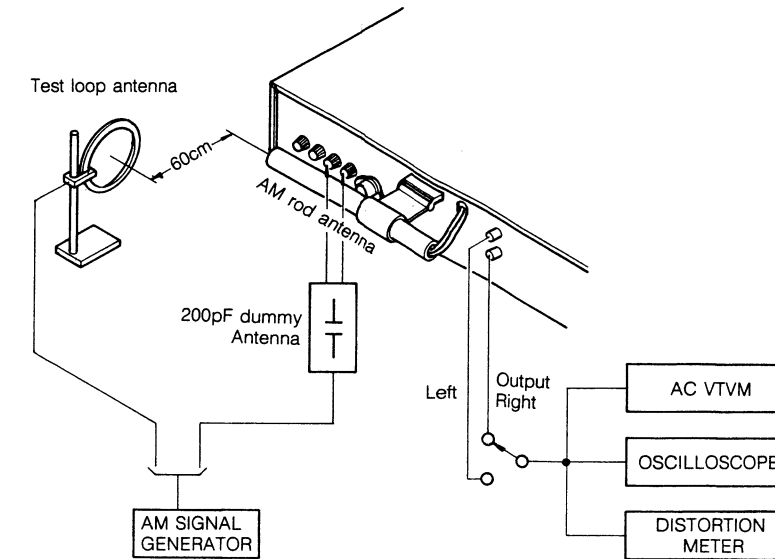 Test loop antenna
60cm
AM rod antenna
200pF dummy
Antenna
Left
Output
Right
AC VTVM
OSCILLOSCOPE
DISTORTION
METER
AM SIGNAL
GENERATOR